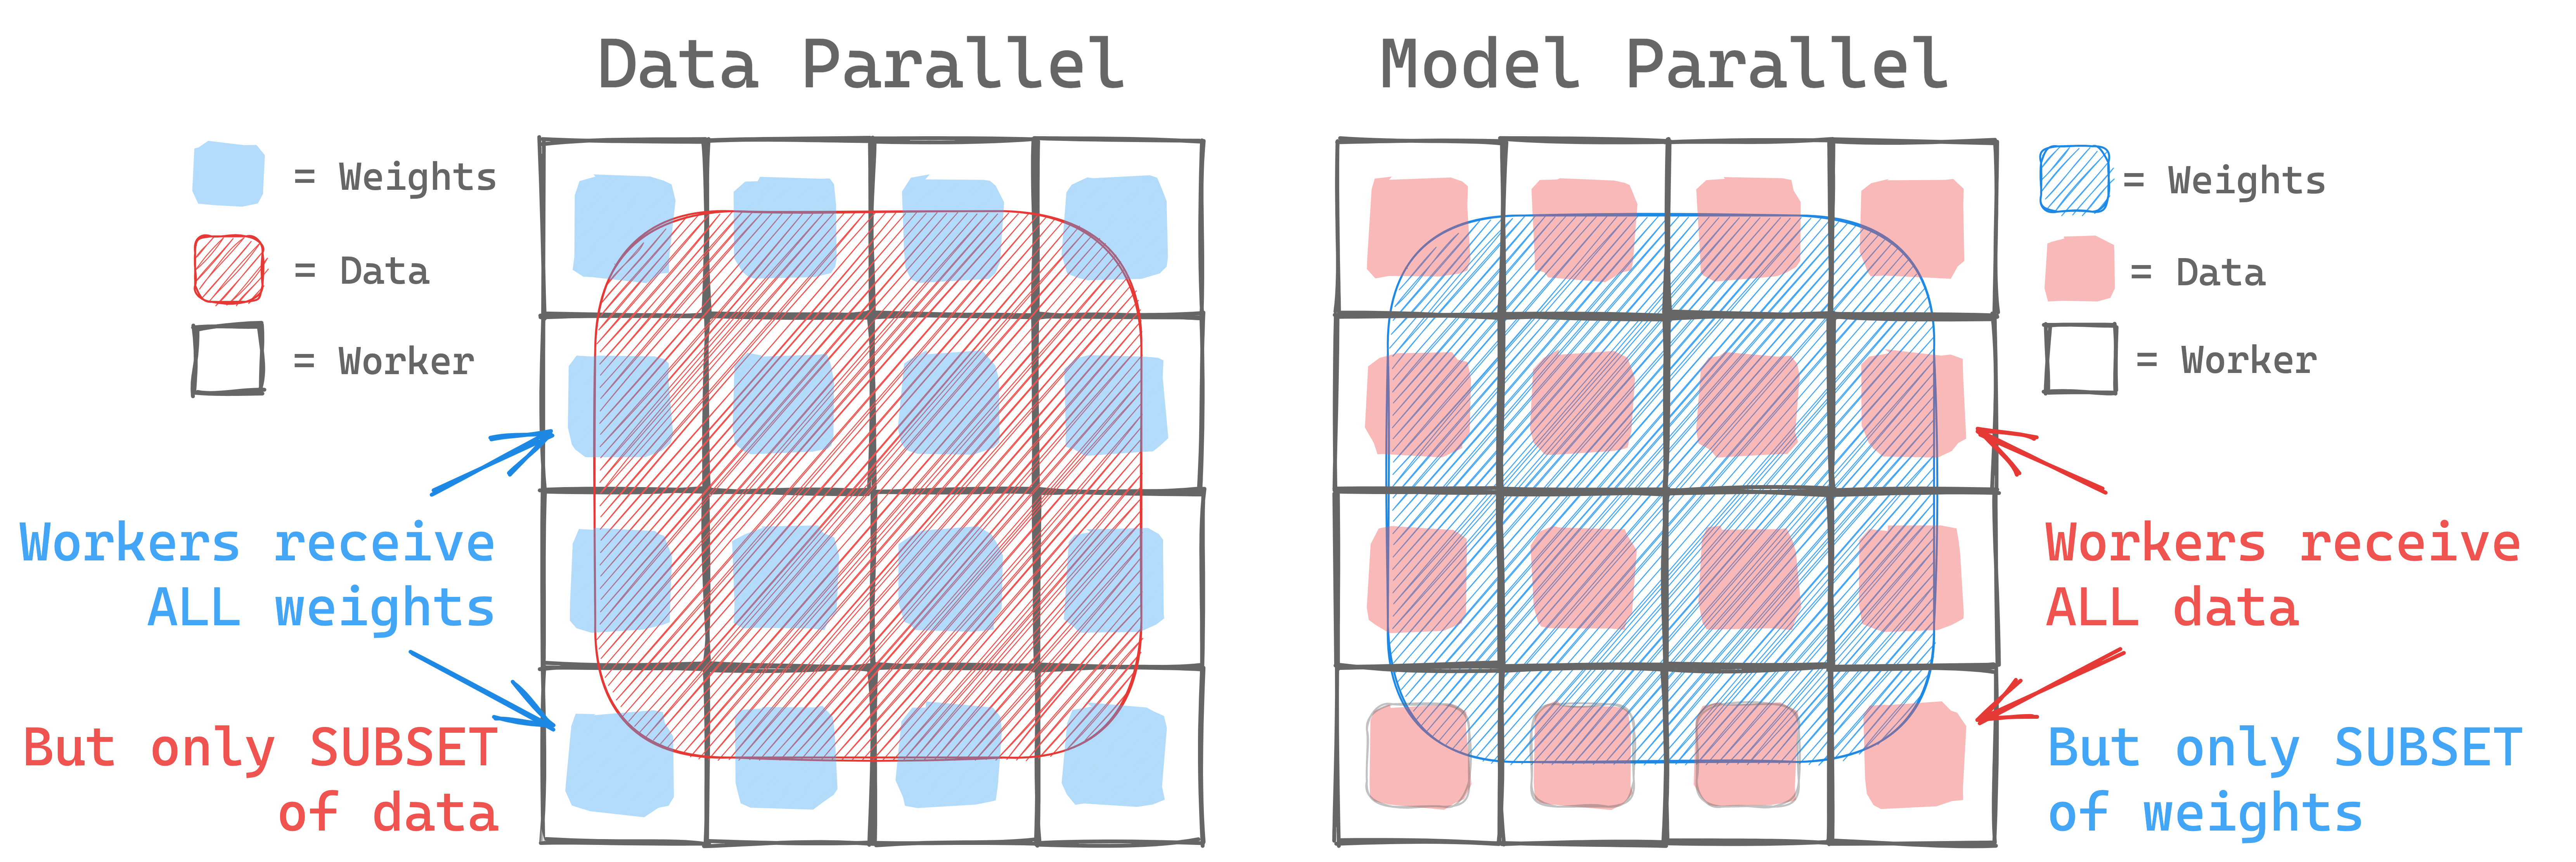 Data Parallel
= Weights
= Data
= Worker
Workers receive
ALL weights
But only SUBSET
of data
Model Parallel
= Weights
= Data
= Worker
Workers receive
ALL data
But only SUBSET
of weights